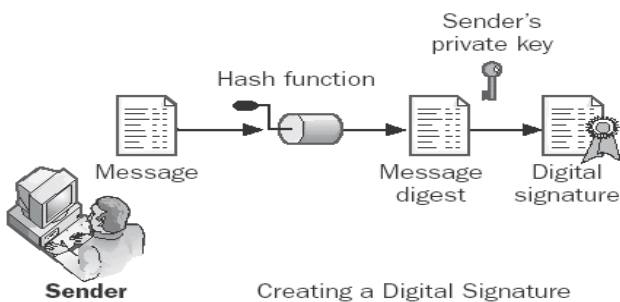 Sender's
private key
Hash function
Message
Message
digest
Digital
signature
Sender
Creating a Digital Signature